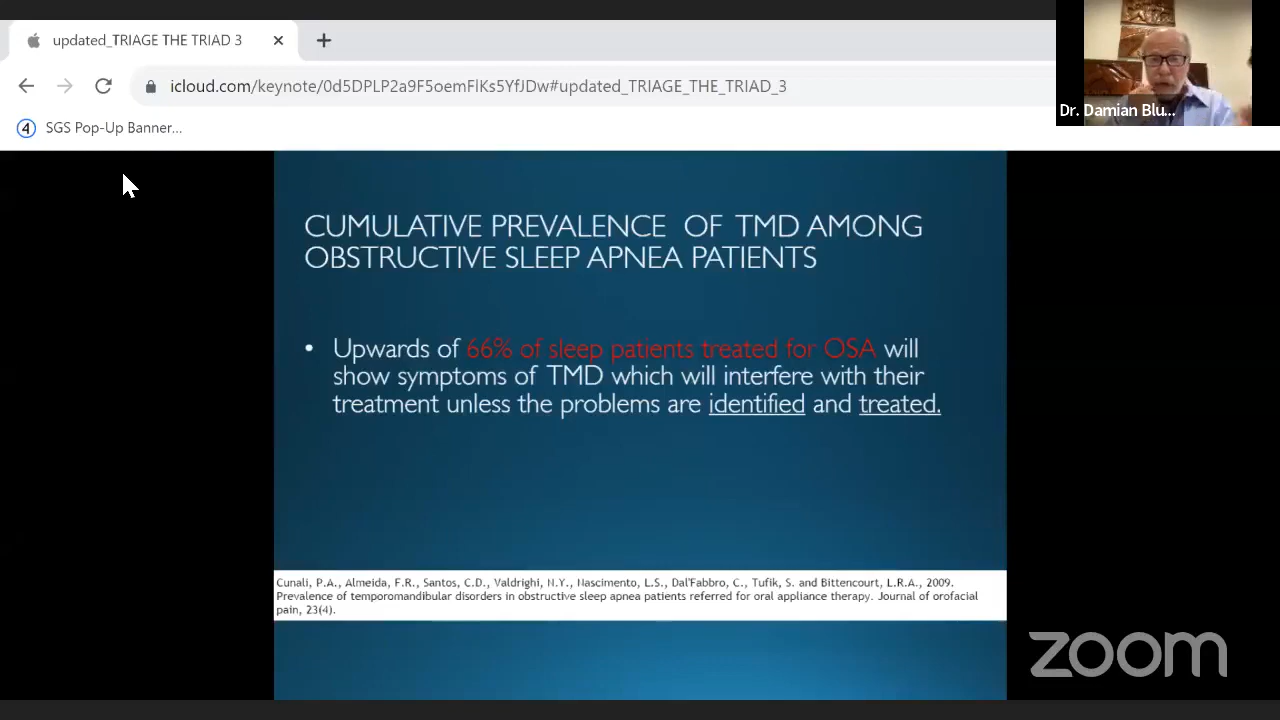 updated_TRIAGE THE TRIAD 3
icloud.com/keynote/0d5DPLP2a9F5oemFlKs5YfJDw#updated_TRIAGE_THE_TRIAD_3
4 SGS Pop-Up Banner...
Dr. Damian Blu...
CUMULATIVE PREVALENCE OF TMD AMONG
OBSTRUCTIVE SLEEP APNEA PATIENTS
• Upwards of 66% of sleep patients treated for OSA will
show symptoms of TMD which will interfere with their
treatment unless the problems are identified and treated.
Cunali, P.A., Almeida, F.R., Santos, C.D., Valdrighi, N.Y., Nascimento, L.S., Dal'Fabbro, C., Tufik, S. and Bittencourt, L.R.A., 2009.
Prevalence of temporomandibular disorders in obstructive sleep apnea patients referred for oral appliance therapy. Journal of orofacial
pain, 23(4).
zoom